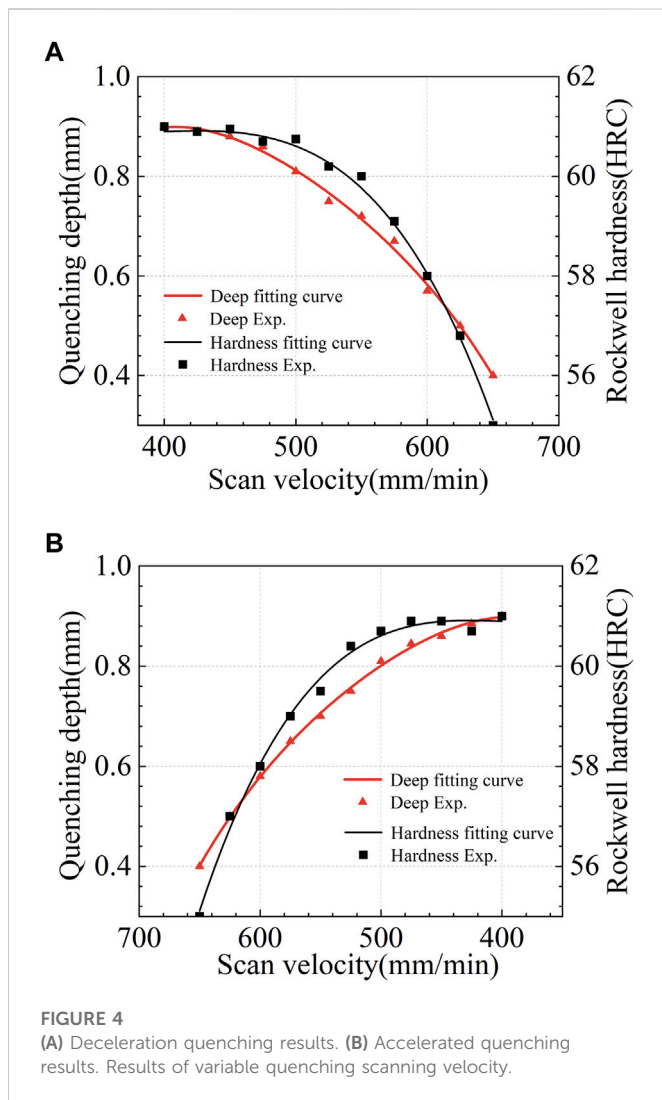 A
1.0
62
0.8
60
0.6
58
0.4
56
Quenching depth(mm)
Rockwell hardness(HRC)
Deep fitting curve
Deep Exp.
Hardness fitting curve
Hardness Exp.
400
500
600
700
Scan velocity(mm/min)
B
1.0
62
0.8
60
0.6
58
0.4
56
Quenching depth(mm)
Rockwell hardness(HRC)
Deep fitting curve
Deep Exp.
Hardness fitting curve
Hardness Exp.
700
600
500
400
Scan velocity(mm/min)
FIGURE 4
(A) Deceleration quenching results. (B) Accelerated quenching
results. Results of variable quenching scanning velocity.